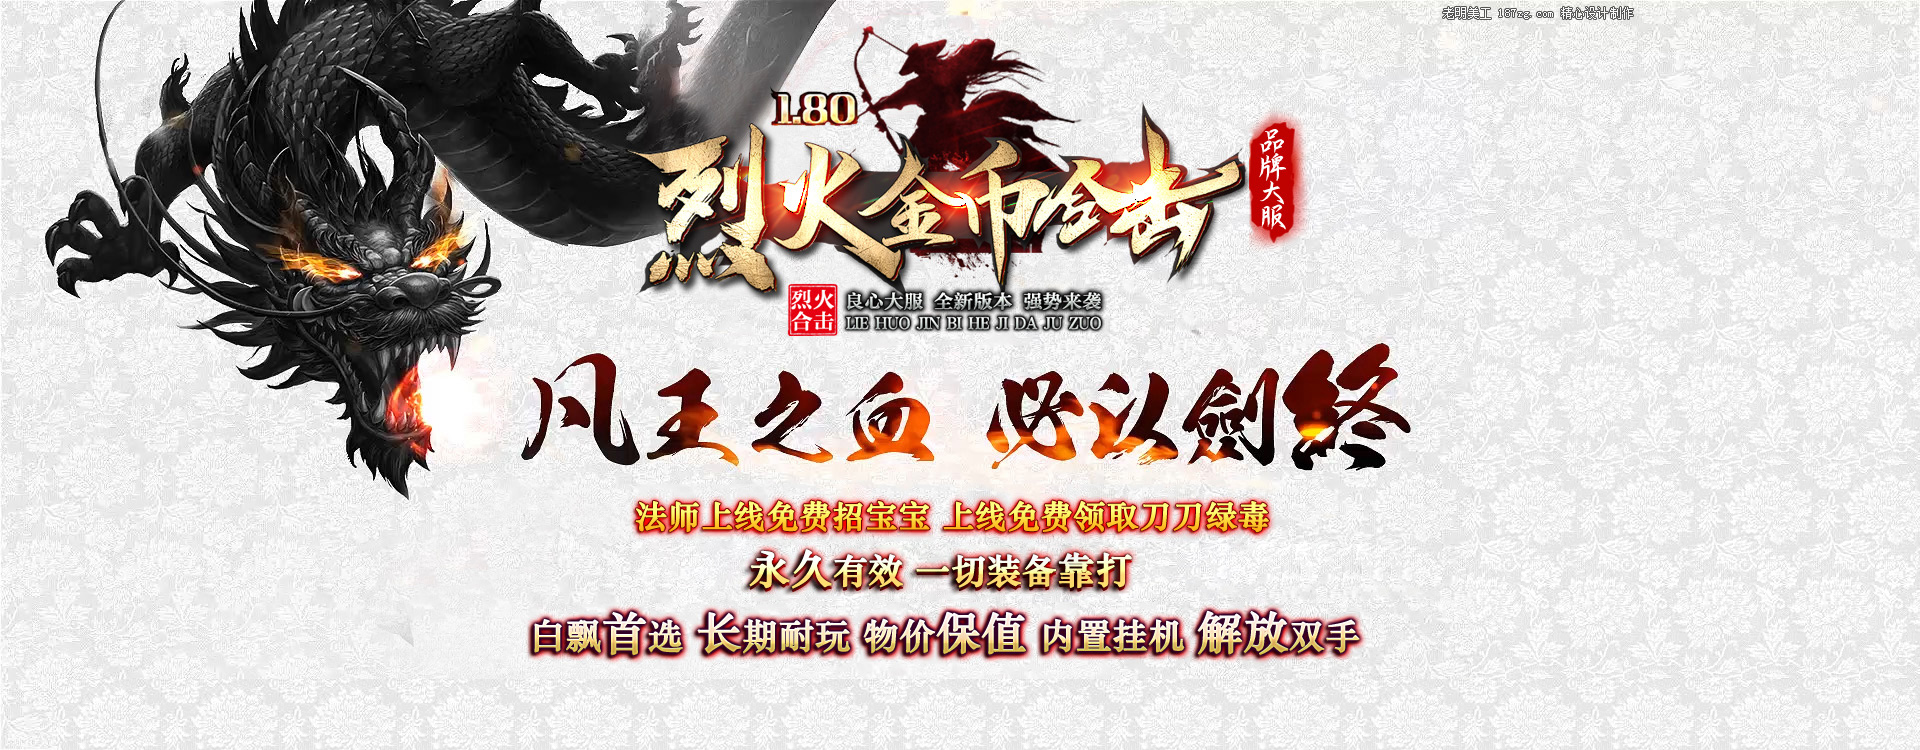 老明美工 187zg.com 精心设计制作
1.80
烈火金币合击
品牌大服
烈火
合击
良心大服 全新版本 强势来袭
LIE HUO JIN BI HE JI DA JU ZUO
凡王之血 必以剑終
法师上线免费招宝宝 上线免费领取刀刀绿毒
永久有效 一切装备靠打
白飘首选 长期耐玩 物价保值 内置挂机 解放双手